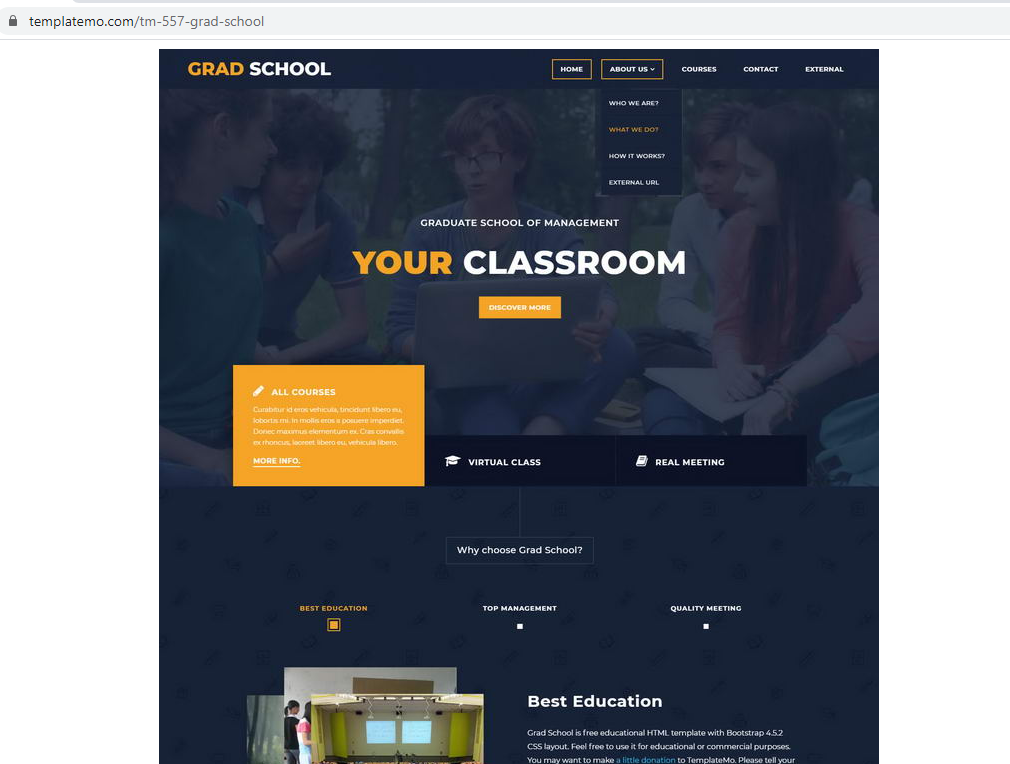 templatemo.com/tm-557-grad-school
GRAD SCHOOL
HOME
ABOUT US
COURSES
CONTACT
EXTERNAL
WHO WE ARE?
WHAT WE DO?
HOW IT WORKS?
EXTERNAL URL
GRADUATE SCHOOL OF MANAGEMENT
YOUR CLASSROOM
DISCOVER MORE
ALL COURSES
Curabitur id eros vehicula, tincidunt libero eu,
lobortis mi. In mollis eros a posuere imperdiet.
Donec maximus elementum ex. Cras convallis
ex rhoncus, laoreet libero eu, vehicula libero.
MORE INFO.
VIRTUAL CLASS
REAL MEETING
Why choose Grad School?
BEST EDUCATION
TOP MANAGEMENT
QUALITY MEETING
Best Education
Grad School is free educational HTML template with Bootstrap 4.5.2
CSS layout. Feel free to use it for educational or commercial purposes.
You may want to make a little donation to TemplateMo. Please tell your